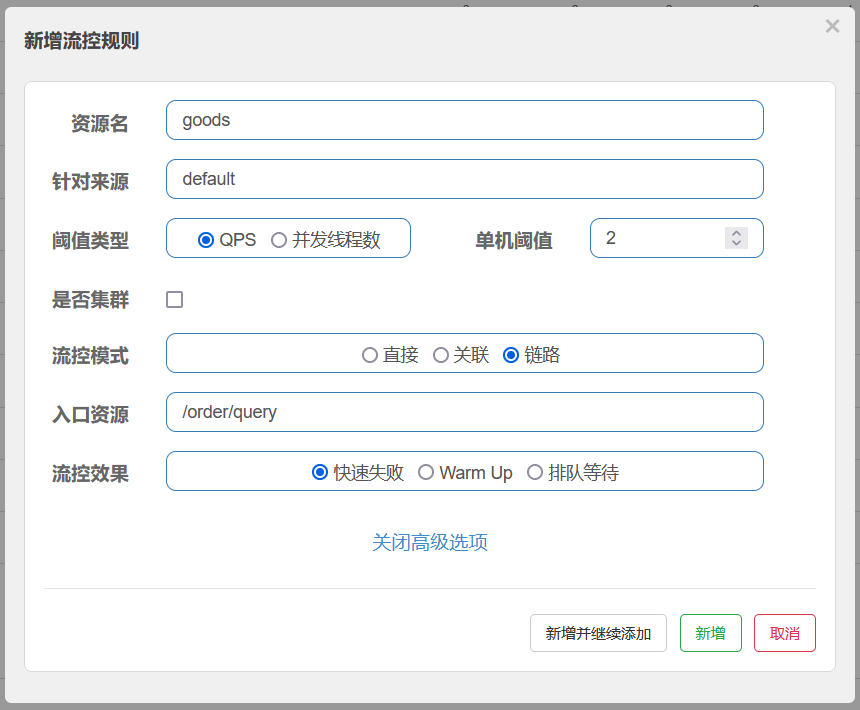 新增流控规则
×
资源名 goods
针对来源 default
阈值类型 QPS 并发线程数 单机阈值 2
是否集群
流控模式 直接 关联 链路
入口资源 /order/query
流控效果 快速失败 Warm Up 排队等待
关闭高级选项
新增并继续添加 新增 取消